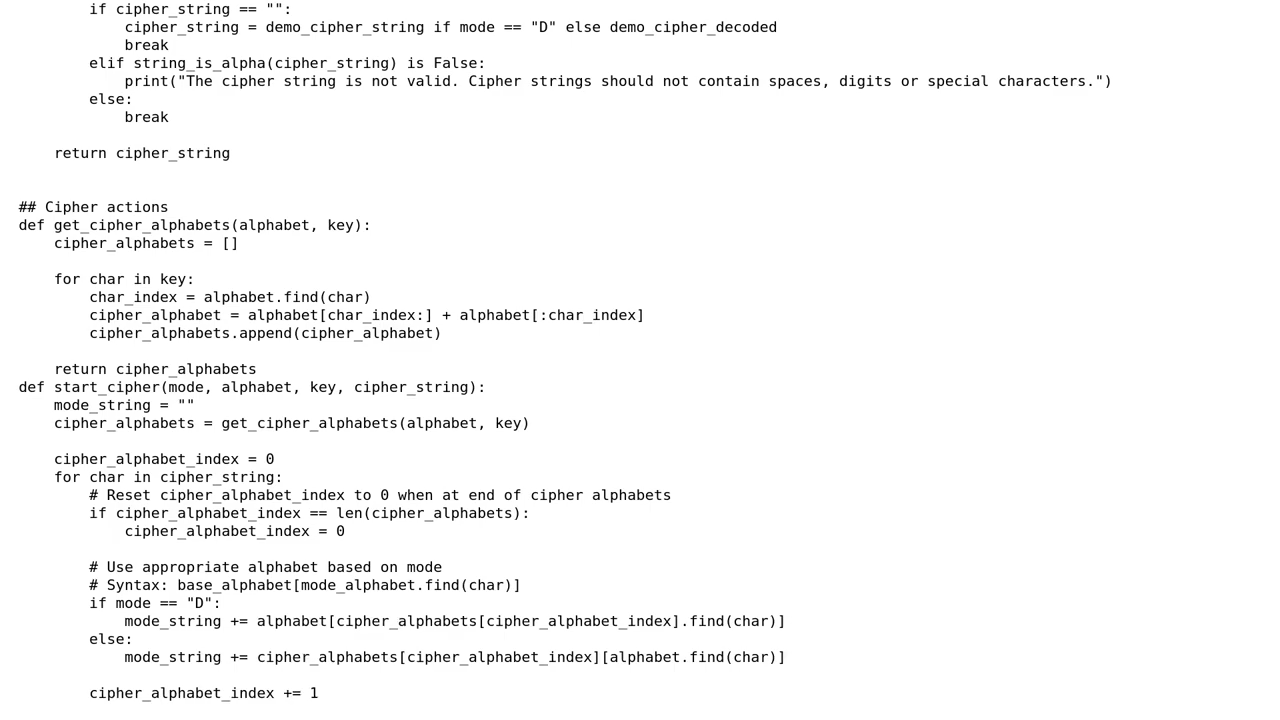 if cipher_string == "":
            cipher_string = demo_cipher_string if mode == "D" else demo_cipher_decoded
            break
        elif string_is_alpha(cipher_string) is False:
            print("The cipher string is not valid. Cipher strings should not contain spaces, digits or special characters.")
        else:
            break

    return cipher_string


## Cipher actions
def get_cipher_alphabets(alphabet, key):
    cipher_alphabets = []

    for char in key:
        char_index = alphabet.find(char)
        cipher_alphabet = alphabet[char_index:] + alphabet[:char_index]
        cipher_alphabets.append(cipher_alphabet)

    return cipher_alphabets
def start_cipher(mode, alphabet, key, cipher_string):
    mode_string = ""
    cipher_alphabets = get_cipher_alphabets(alphabet, key)

    cipher_alphabet_index = 0
    for char in cipher_string:
        # Reset cipher_alphabet_index to 0 when at end of cipher alphabets
        if cipher_alphabet_index == len(cipher_alphabets):
            cipher_alphabet_index = 0

        # Use appropriate alphabet based on mode
        # Syntax: base_alphabet[mode_alphabet.find(char)]
        if mode == "D":
            mode_string += alphabet[cipher_alphabets[cipher_alphabet_index].find(char)]
        else:
            mode_string += cipher_alphabets[cipher_alphabet_index][alphabet.find(char)]

        cipher_alphabet_index += 1